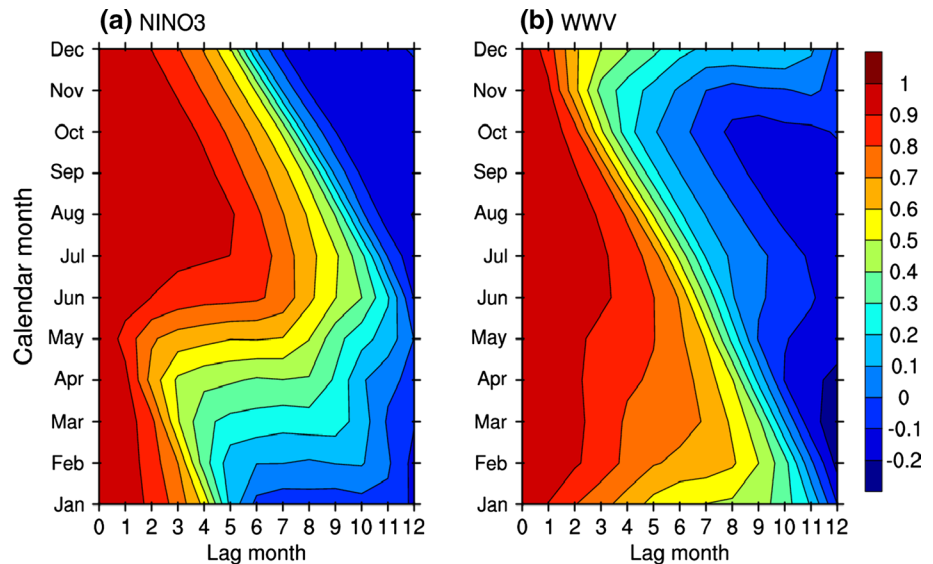 (a) NINO3
Dec
Nov
Oct
Sep
Aug
Jul
Jun
May
Apr
Mar
Feb
Jan
Calendar month
0 1 2 3 4 5 6 7 8 9 10 11 12
Lag month
(b) WWV
Dec
Nov
Oct
Sep
Aug
Jul
Jun
May
Apr
Mar
Feb
Jan
0 1 2 3 4 5 6 7 8 9 10 11 12
Lag month
1
0.9
0.8
0.7
0.6
0.5
0.4
0.3
0.2
0.1
0
-0.1
-0.2